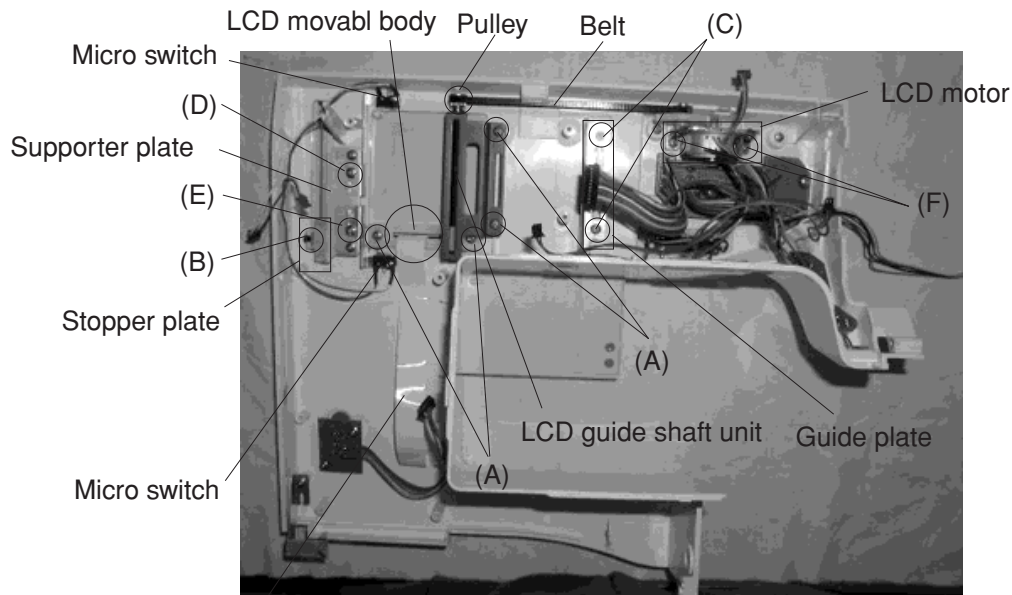 LCD movabl body
Pulley
Belt
(C)
Micro switch
LCD motor
(D)
Supporter plate
(E)
(F)
(B)
Stopper plate
(A)
LCD guide shaft unit
Guide plate
(A)
Micro switch